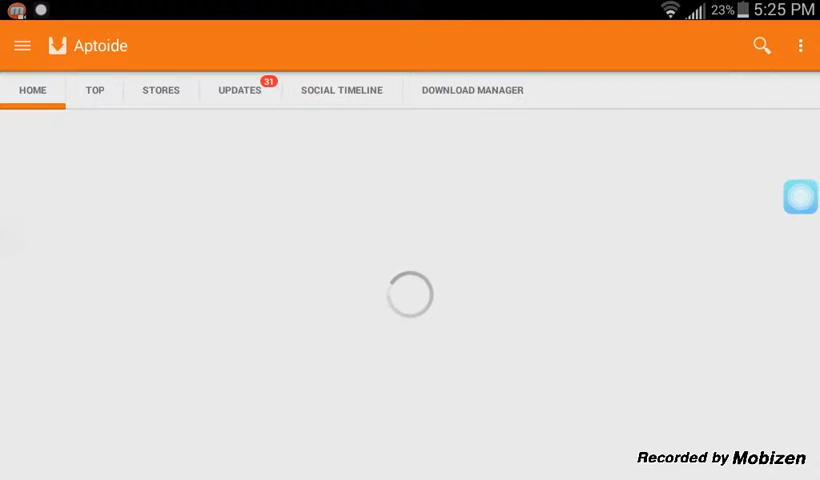 23% 5:25 PM
Aptoide
HOME TOP STORES UPDATES 31 SOCIAL TIMELINE DOWNLOAD MANAGER
Recorded by Mobizen